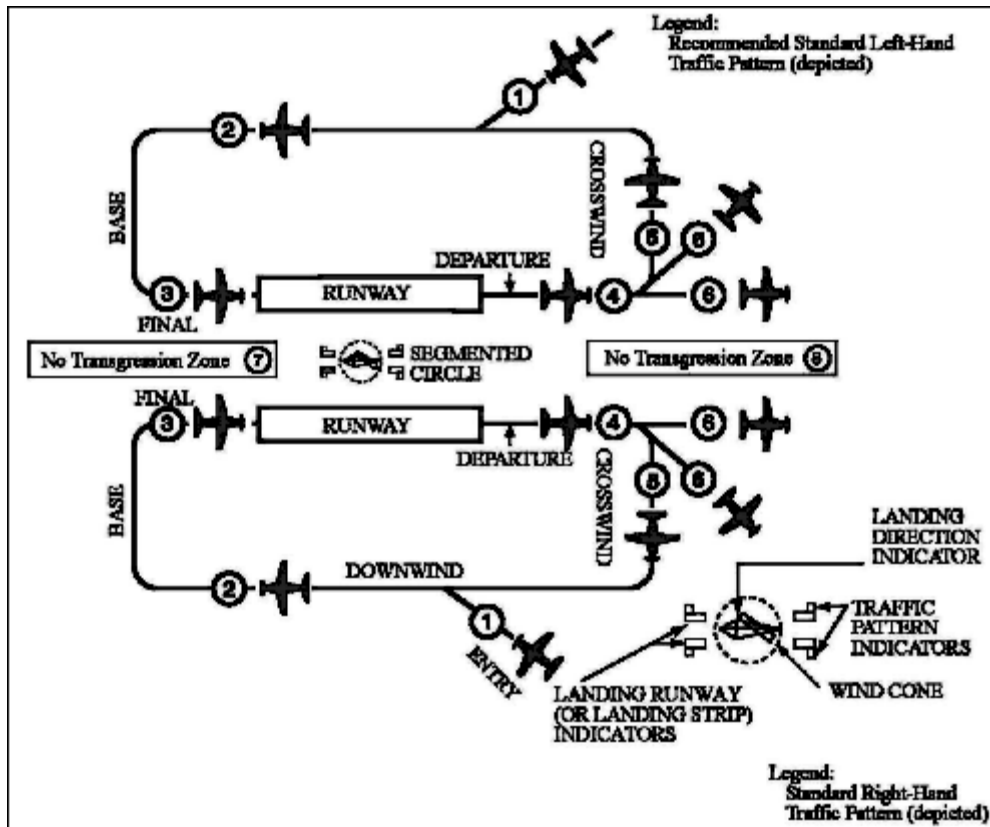 Legend:
Recommended Standard Left-Hand
Traffic Pattern (depicted)
1
2
CROSSWIND
BASE
5
6
DEPARTURE
3
RUNWAY
4
6
FINAL
No Transgression Zone 7
SEGMENTED
CIRCLE
No Transgression Zone 8
FINAL
3
RUNWAY
4
6
DEPARTURE
CROSSWIND
BASE
5
6
LANDING
DIRECTION
INDICATOR
2
DOWNWIND
1
ENTRY
TRAFFIC
PATTERN
INDICATORS
WIND CONE
LANDING RUNWAY
(OR LANDING STRIP)
INDICATORS
Legend:
Standard Right-Hand
Traffic Pattern (depicted)